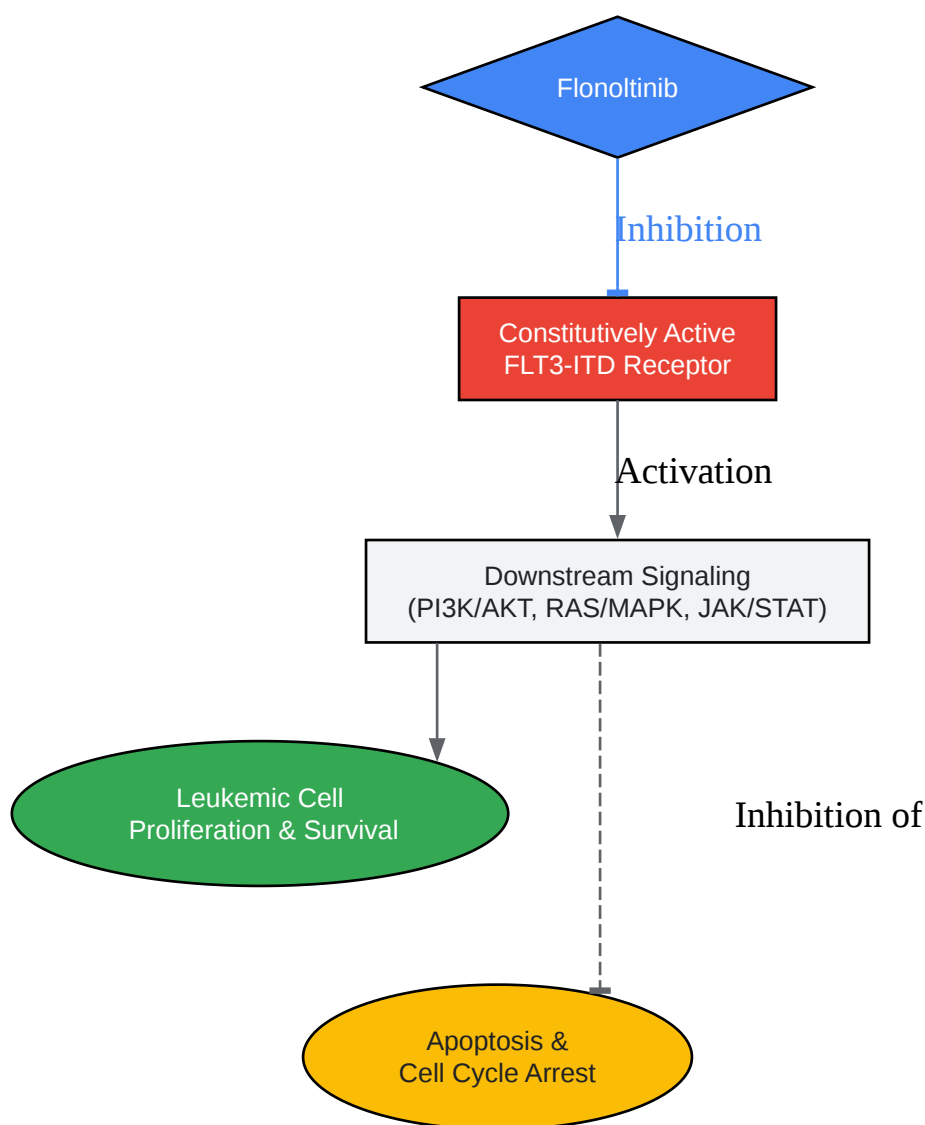 Flonoltinib
Inhibition
Constitutively Active
FLT3-ITD Receptor
Activation
Downstream Signaling
(PI3K/AKT, RAS/MAPK, JAK/STAT)
Leukemic Cell
Proliferation & Survival
Inhibition of
Apoptosis &
Cell Cycle Arrest